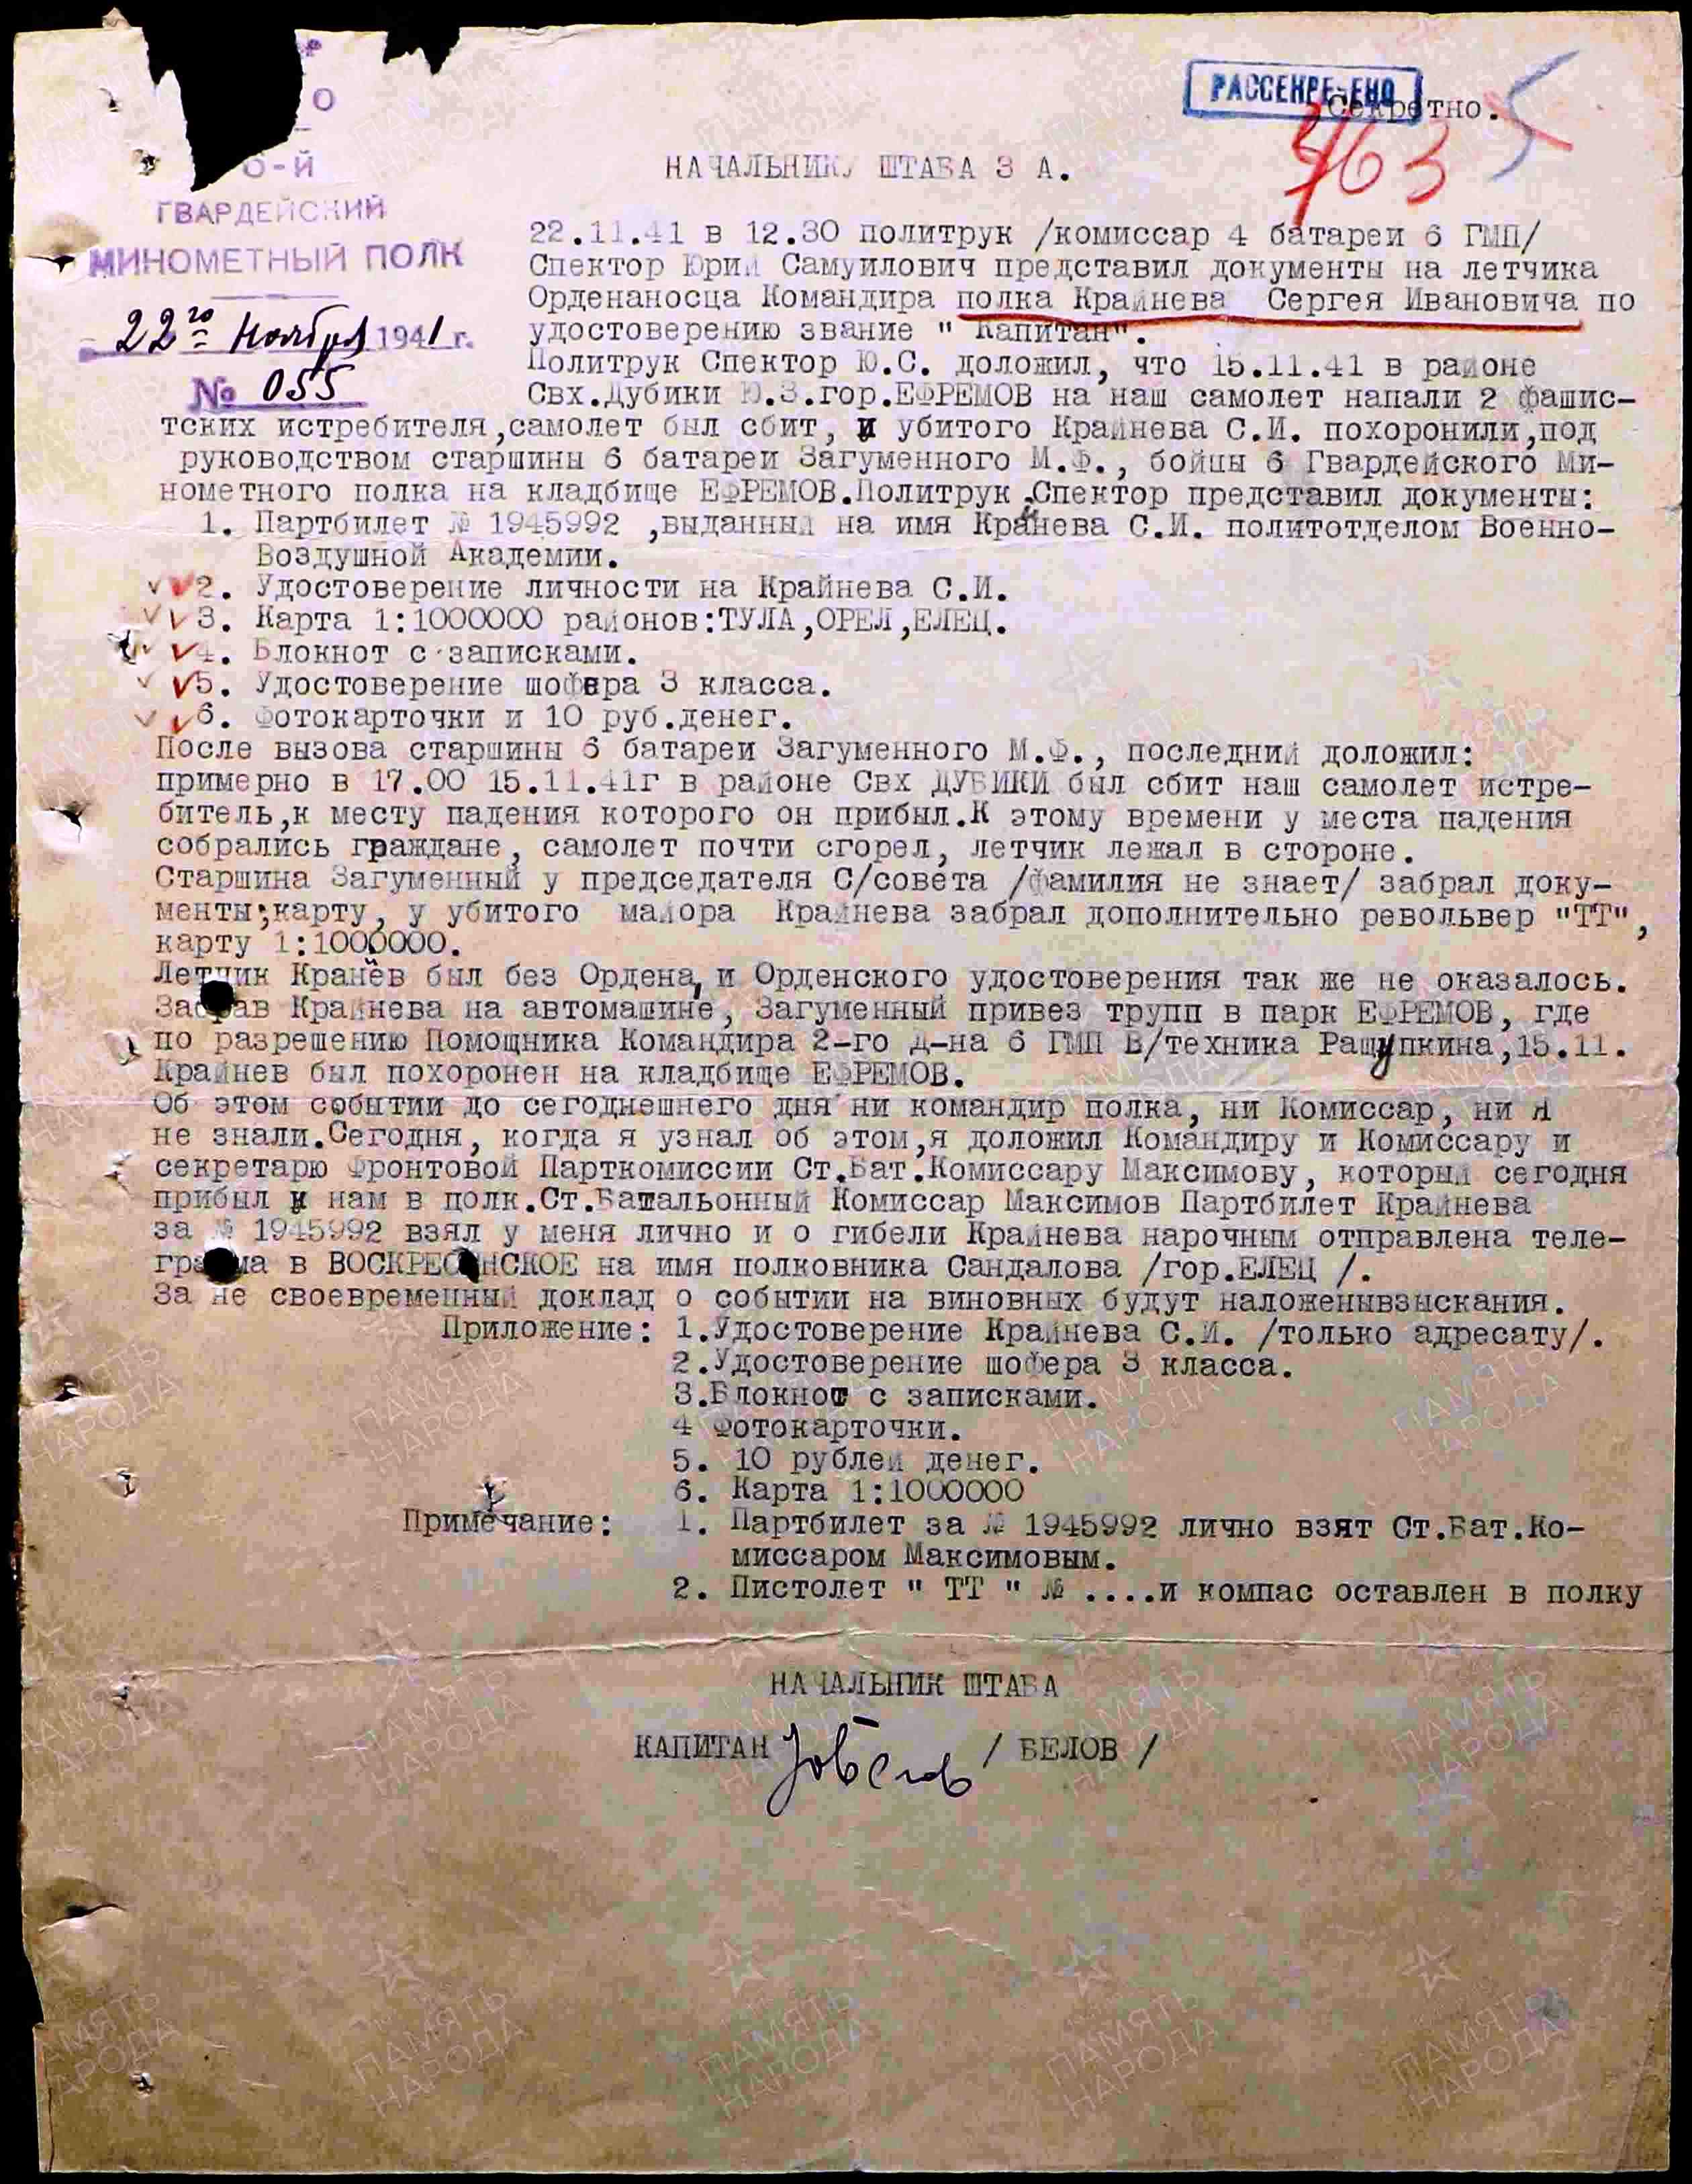 РАССЕКРЕЧЕНО
Секретно.
463
О
6-й
НАЧАЛЬНИКУ ШТАБА 3 А.
ГВАРДЕЙСКИЙ
МИНОМЕТНЫЙ ПОЛК
22го Ноября 1941 г.
№ 055
22.11.41 в 12.30 политрук /комиссар 4 батареи 6 ГМП/
Спектор Юрий Самуилович представил документы на летчика
Орденаносца Командира полка Крайнева Сергея Ивановича по
удостоверению звание " Капитан".
Политрук Спектор Ю.С. доложил, что 15.11.41 в районе
Свх.Дубики Ю.З.гор.ЕФРЕМОВ на наш самолет напали 2 фашис-
тских истребителя,самолет был сбит, и убитого Крайнева С.И. похоронили,под
руководством старшины 6 батареи Загуменного М.Ф., бойцы 6 Гвардейского Ми-
нометного полка на кладбище ЕФРЕМОВ.Политрук Спектор представил документы:
1. Партбилет № 1945992 ,выданный на имя Крайнева С.И. политотделом Военно-
Воздушной Академии.
2. Удостоверение личности на Крайнева С.И.
3. Карта 1:1000000 районов:ТУЛА,ОРЕЛ,ЕЛЕЦ.
4. Блокнот с записками.
5. Удостоверение шофера 3 класса.
6. Фотокарточки и 10 руб.денег.
После вызова старшины 6 батареи Загуменного М.Ф., последний доложил:
примерно в 17.00 15.11.41г в районе Свх ДУБИКИ был сбит наш самолет истре-
битель,к месту падения которого он прибыл.К этому времени у места падения
собрались граждане, самолет почти сгорел, летчик лежал в стороне.
Старшина Загуменный у председателя С/совета /фамилия не знает/ забрал доку-
менты;карту, у убитого майора Крайнева забрал дополнительно револьвер "ТТ",
карту 1:1000000.
Летчик Кранёв был без Ордена, и Орденского удостоверения так же не оказалось.
Забрав Крайнева на автомашине, Загуменный привез трупп в парк ЕФРЕМОВ, где
по разрешению Помощника Командира 2-го д-на 6 ГМП В/техника Ращупкина,15.11.
Крайнев был похоронен на кладбище ЕФРЕМОВ.
Об этом событии до сегоднешнего дня ни командир полка, ни Комиссар, ни я
не знали.Сегодня, когда я узнал об этом,я доложил Командиру и Комиссару и
секретарю Фронтовой Парткомиссии Ст.Бат.Комиссару Максимову, который сегодня
прибыл к нам в полк.Ст.Батальонный Комиссар Максимов Партбилет Крайнева
за № 1945992 взял у меня лично и о гибели Крайнева нарочным отправлена теле-
грамма в ВОСКРЕСЕНСКОЕ на имя полковника Сандалова /гор.ЕЛЕЦ /.
За не своевременный доклад о событии на виновных будут наложенывзыскания.
Приложение: 1.Удостоверение Крайнева С.И. /только адресату/.
2.Удостоверение шофера 3 класса.
3.Блокнот с записками.
4 Фотокарточки.
5. 10 рублей денег.
6. Карта 1:1000000
Примечание: 1. Партбилет за № 1945992 лично взят Ст.Бат.Ко-
миссаром Максимовым.
2. Пистолет " ТТ " № ....и компас оставлен в полку
НАЧАЛЬНИК ШТАБА
КАПИТАН / БЕЛОВ /
ПАМЯТЬ НАРОДА